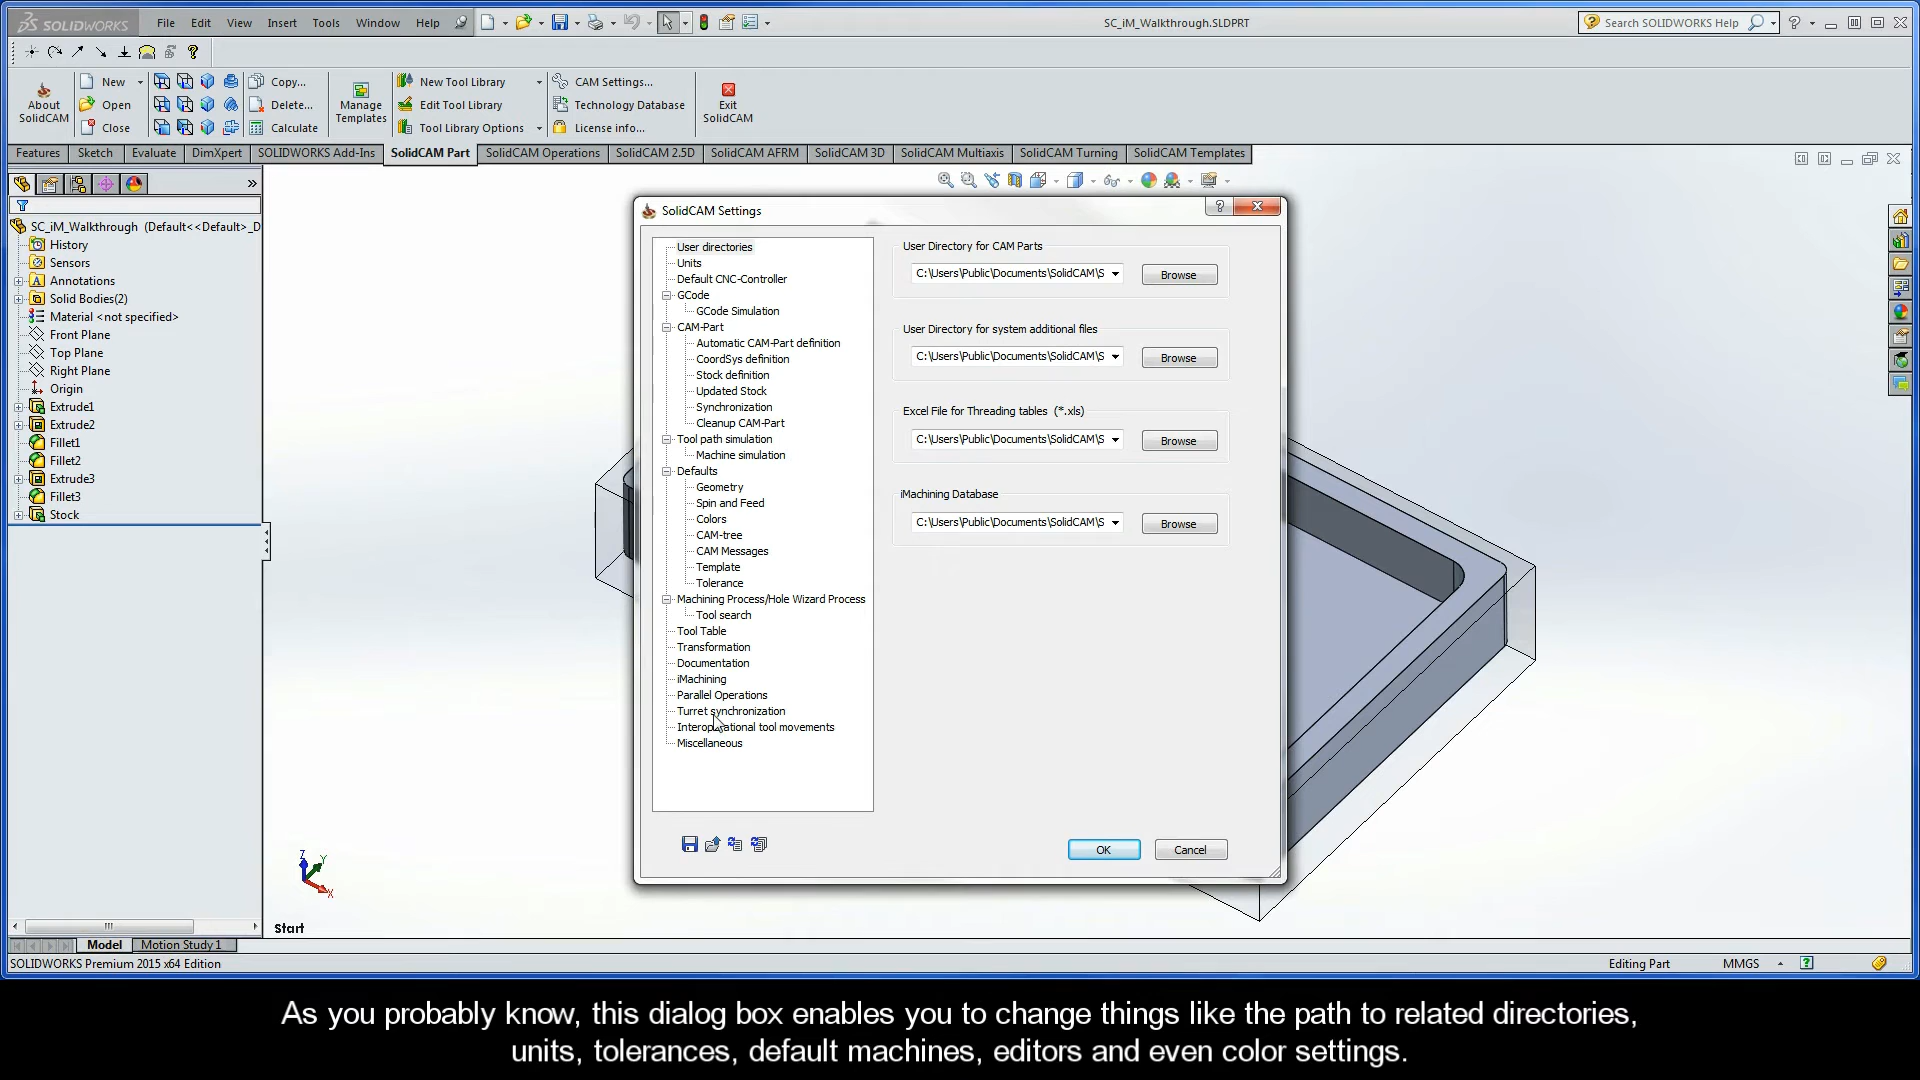 SOLIDWORKS File Edit View Insert Tools Window Help SC_iM_Walkthrough.SLDPRT Search SOLIDWORKS Help
About SolidCAM
New
Open
Close
Copy...
Delete...
Calculate
Manage Templates
New Tool Library
Edit Tool Library
Tool Library Options
CAM Settings...
Technology Database
License info...
Exit SolidCAM
Features Sketch Evaluate DimXpert SOLIDWORKS Add-Ins SolidCAM Part SolidCAM Operations SolidCAM 2.5D SolidCAM AFRM SolidCAM 3D SolidCAM Multiaxis SolidCAM Turning SolidCAM Templates
SC_iM_Walkthrough (Default<<Default>_D
History
Sensors
Annotations
Solid Bodies(2)
Material <not specified>
Front Plane
Top Plane
Right Plane
Origin
Extrude1
Extrude2
Fillet1
Fillet2
Extrude3
Fillet3
Stock
SolidCAM Settings
User directories
Units
Default CNC-Controller
GCode
GCode Simulation
CAM-Part
Automatic CAM-Part definition
CoordSys definition
Stock definition
Updated Stock
Synchronization
Cleanup CAM-Part
Tool path simulation
Machine simulation
Defaults
Geometry
Spin and Feed
Colors
CAM-tree
CAM Messages
Template
Tolerance
Machining Process/Hole Wizard Process
Tool search
Tool Table
Transformation
Documentation
iMachining
Parallel Operations
Turret synchronization
Interoperational tool movements
Miscellaneous
User Directory for CAM Parts
C:\Users\Public\Documents\SolidCAM\S Browse
User Directory for system additional files
C:\Users\Public\Documents\SolidCAM\S Browse
Excel File for Threading tables (*.xls)
C:\Users\Public\Documents\SolidCAM\S Browse
iMachining Database
C:\Users\Public\Documents\SolidCAM\S Browse
OK Cancel
Z Y X
Start
Model Motion Study 1
SOLIDWORKS Premium 2015 x64 Edition Editing Part MMGS
As you probably know, this dialog box enables you to change things like the path to related directories,
units, tolerances, default machines, editors and even color settings.